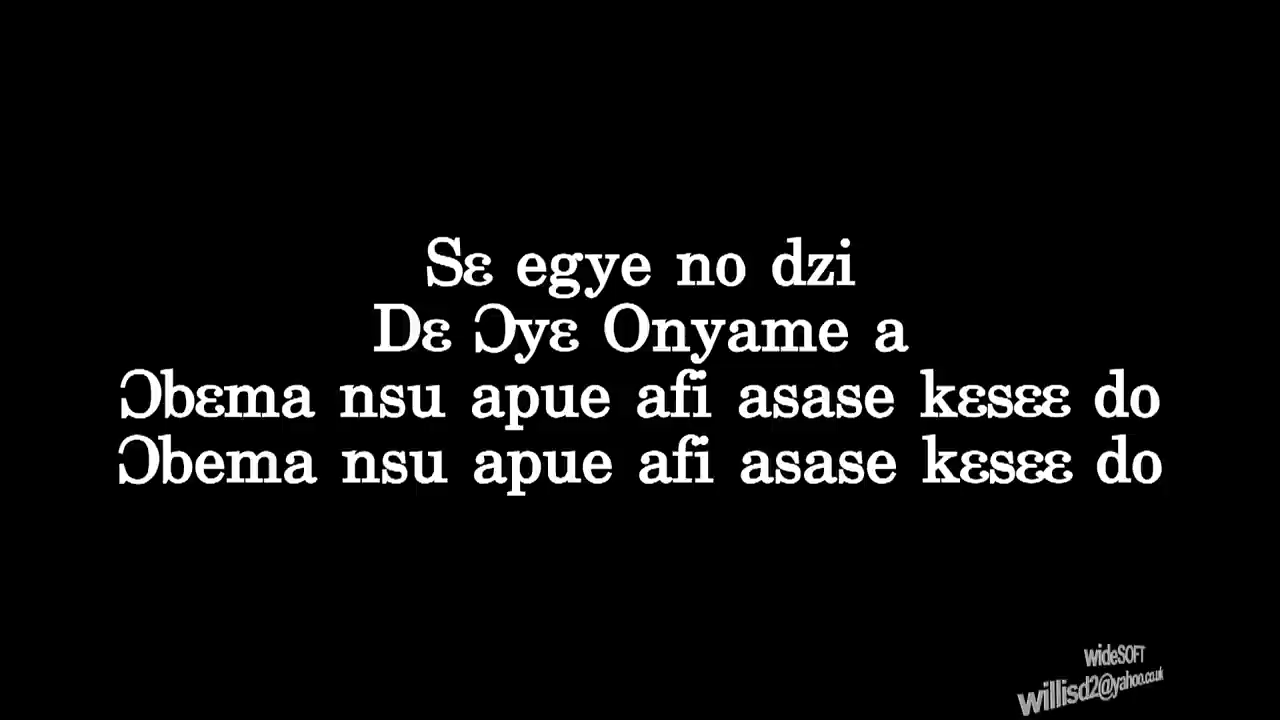 Sɛ egye no dzi
Dɛ Ɔyɛ Onyame a
Ɔbɛma nsu apue afi asase kɛsɛɛ do
Ɔbema nsu apue afi asase kɛsɛɛ do
wideSOFT
willisd2@yahoo.co.uk